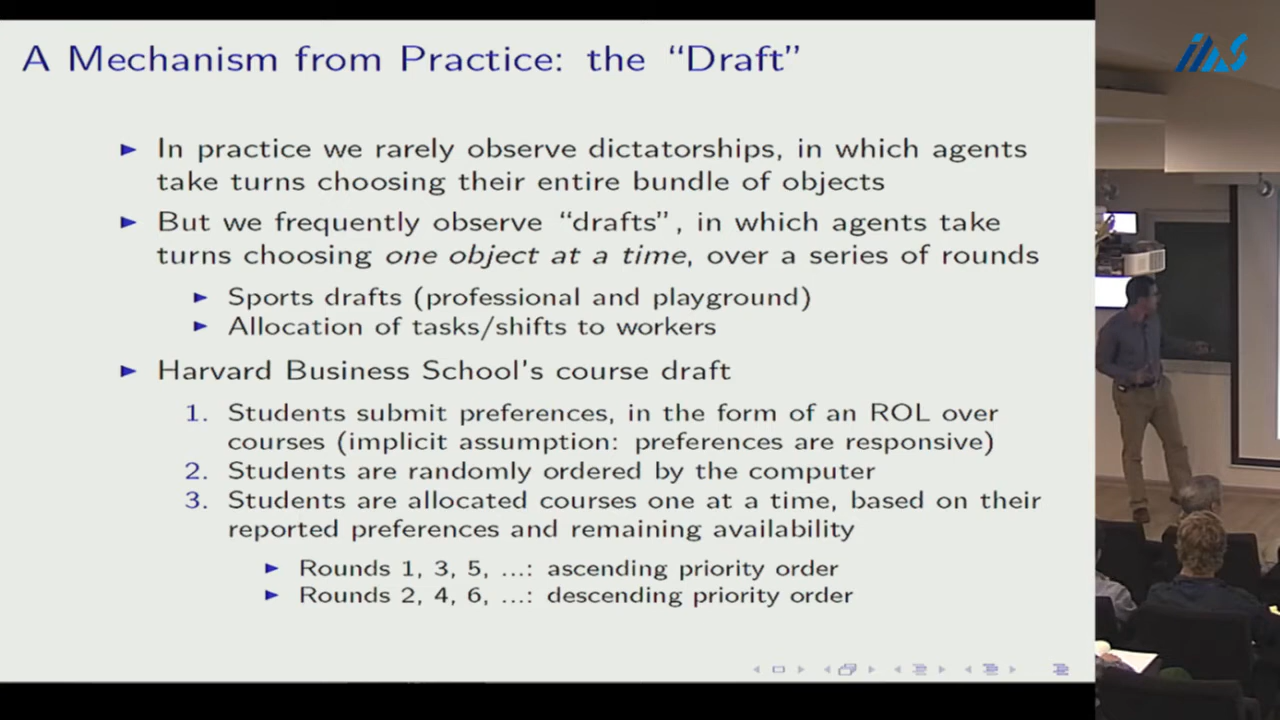 A Mechanism from Practice: the “Draft”
IIAS
In practice we rarely observe dictatorships, in which agents
take turns choosing their entire bundle of objects
But we frequently observe “drafts”, in which agents take
turns choosing one object at a time, over a series of rounds
Sports drafts (professional and playground)
Allocation of tasks/shifts to workers
Harvard Business School's course draft
1. Students submit preferences, in the form of an ROL over
courses (implicit assumption: preferences are responsive)
2. Students are randomly ordered by the computer
3. Students are allocated courses one at a time, based on their
reported preferences and remaining availability
Rounds 1, 3, 5, ...: ascending priority order
Rounds 2, 4, 6, ...: descending priority order